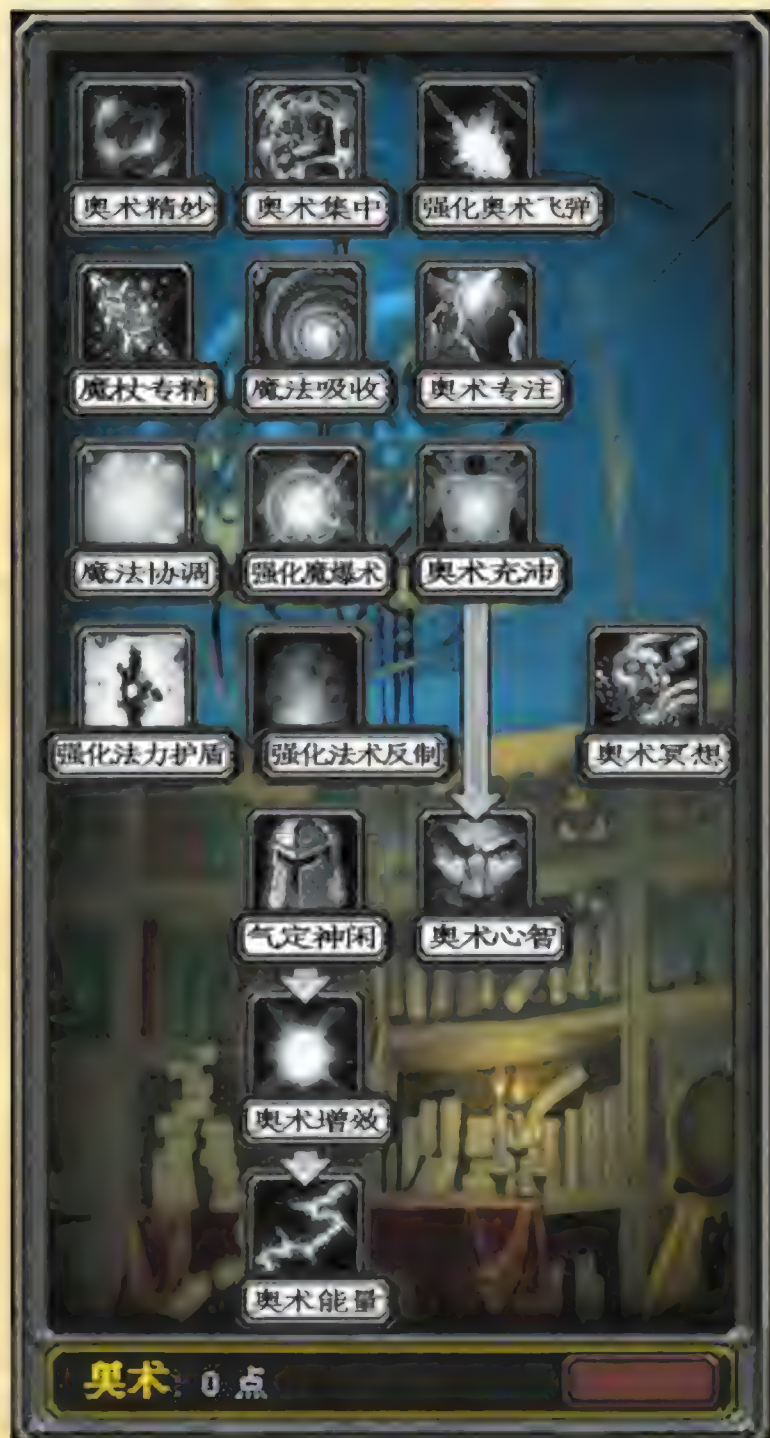 奥术精妙
奥术集中
强化奥术飞弹
魔杖专精
魔法吸收
奥术专注
魔法协调
强化魔爆术
奥术充沛
强化法力护盾
强化法术反制
奥术冥想
气定神闲
奥术心智
奥术增效
奥术能量
奥术: 0 点